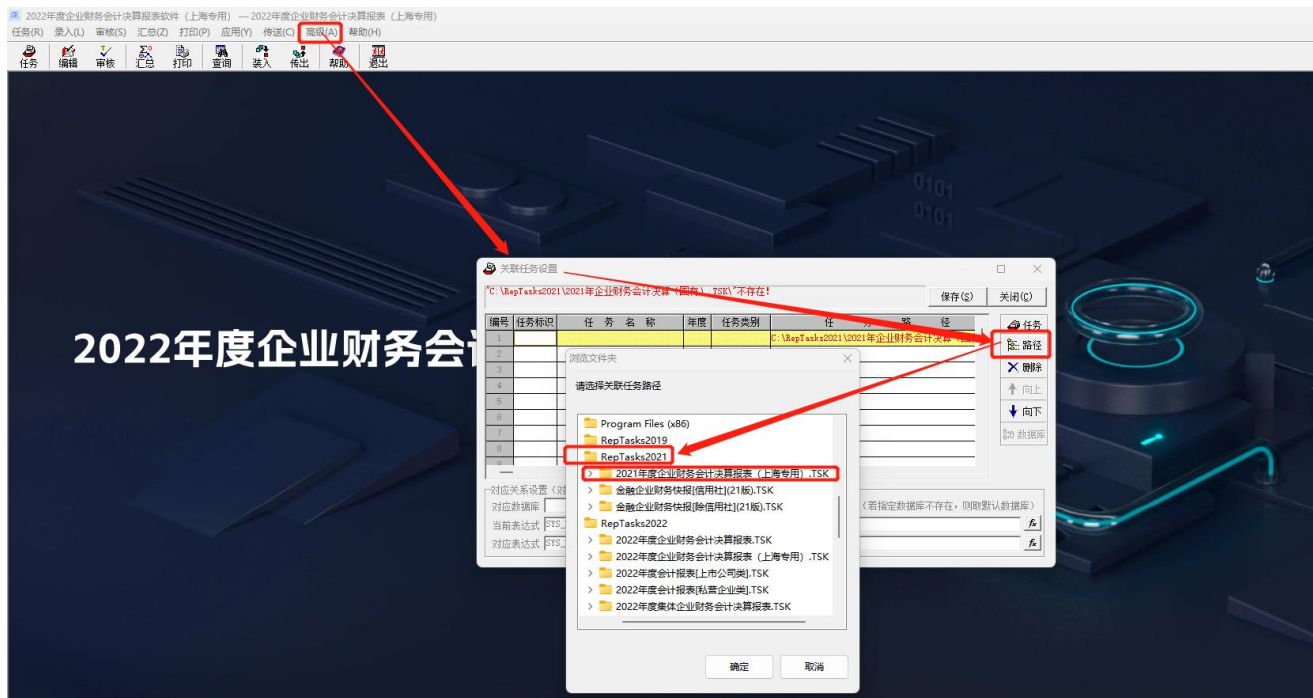 2022年度企业财务会计决算报表软件（上海专用） — 2022年度企业财务会计决算报表（上海专用）
任务(R) 录入(L) 审核(S) 汇总(Z) 打印(P) 应用(Y) 传送(C) 高级(A) 帮助(H)
任务 编辑 审核 汇总 打印 查询 装入 传出 帮助 退出
0101
0101
2022年度企业财务会
关联任务设置
"C:\RepTasks2021\2021年企业财务会计决算（国有）.TSK\"不存在!
保存(S) 关闭(C)
编号 任务标识 任 务 名 称 年度 任务类别 任 务 路 径
任务
1 C:\RepTasks2021\2021年企业财务会计决算
路径
2
3
删除
4
向上
5
6
向下
7
数据库
8
浏览文件夹
请选择关联任务路径
Program Files (x86)
RepTasks2019
RepTasks2021
2021年度企业财务会计决算报表（上海专用）.TSK
金融企业财务快报[信用社](21版).TSK
金融企业财务快报[除信用社](21版).TSK
RepTasks2022
2022年度企业财务会计决算报表.TSK
2022年度企业财务会计决算报表（上海专用）.TSK
2022年度会计报表[上市公司类].TSK
2022年度会计报表[私营企业类].TSK
2022年度集体企业财务会计决算报表.TSK
确定 取消
对应关系设置
对应数据库
（若指定数据库不存在，则取默认数据库）
当前表达式 SYS_
fx
对应表达式 SYS_
fx